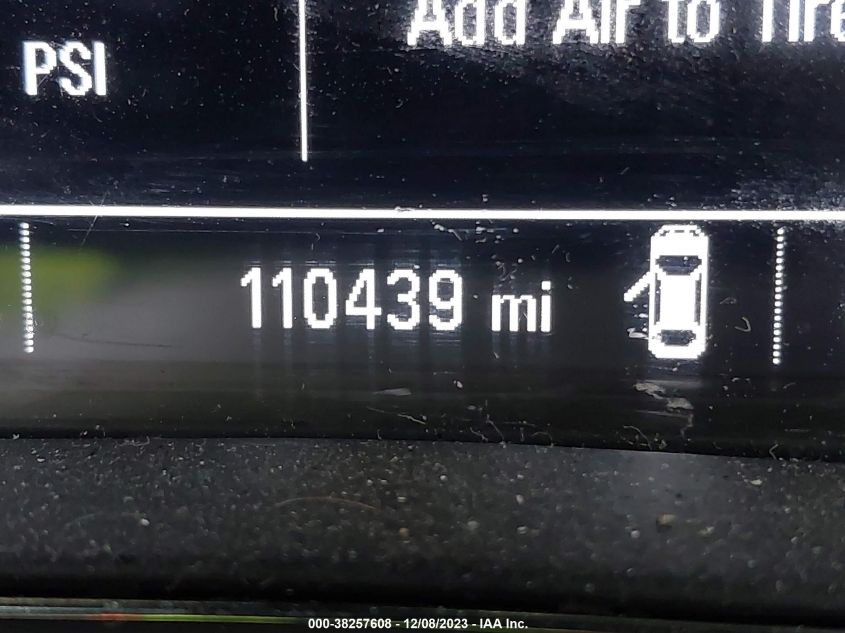 Add Air to Tire
PSI
110439 mi
000-38257608 - 12/08/2023 - IAA Inc.